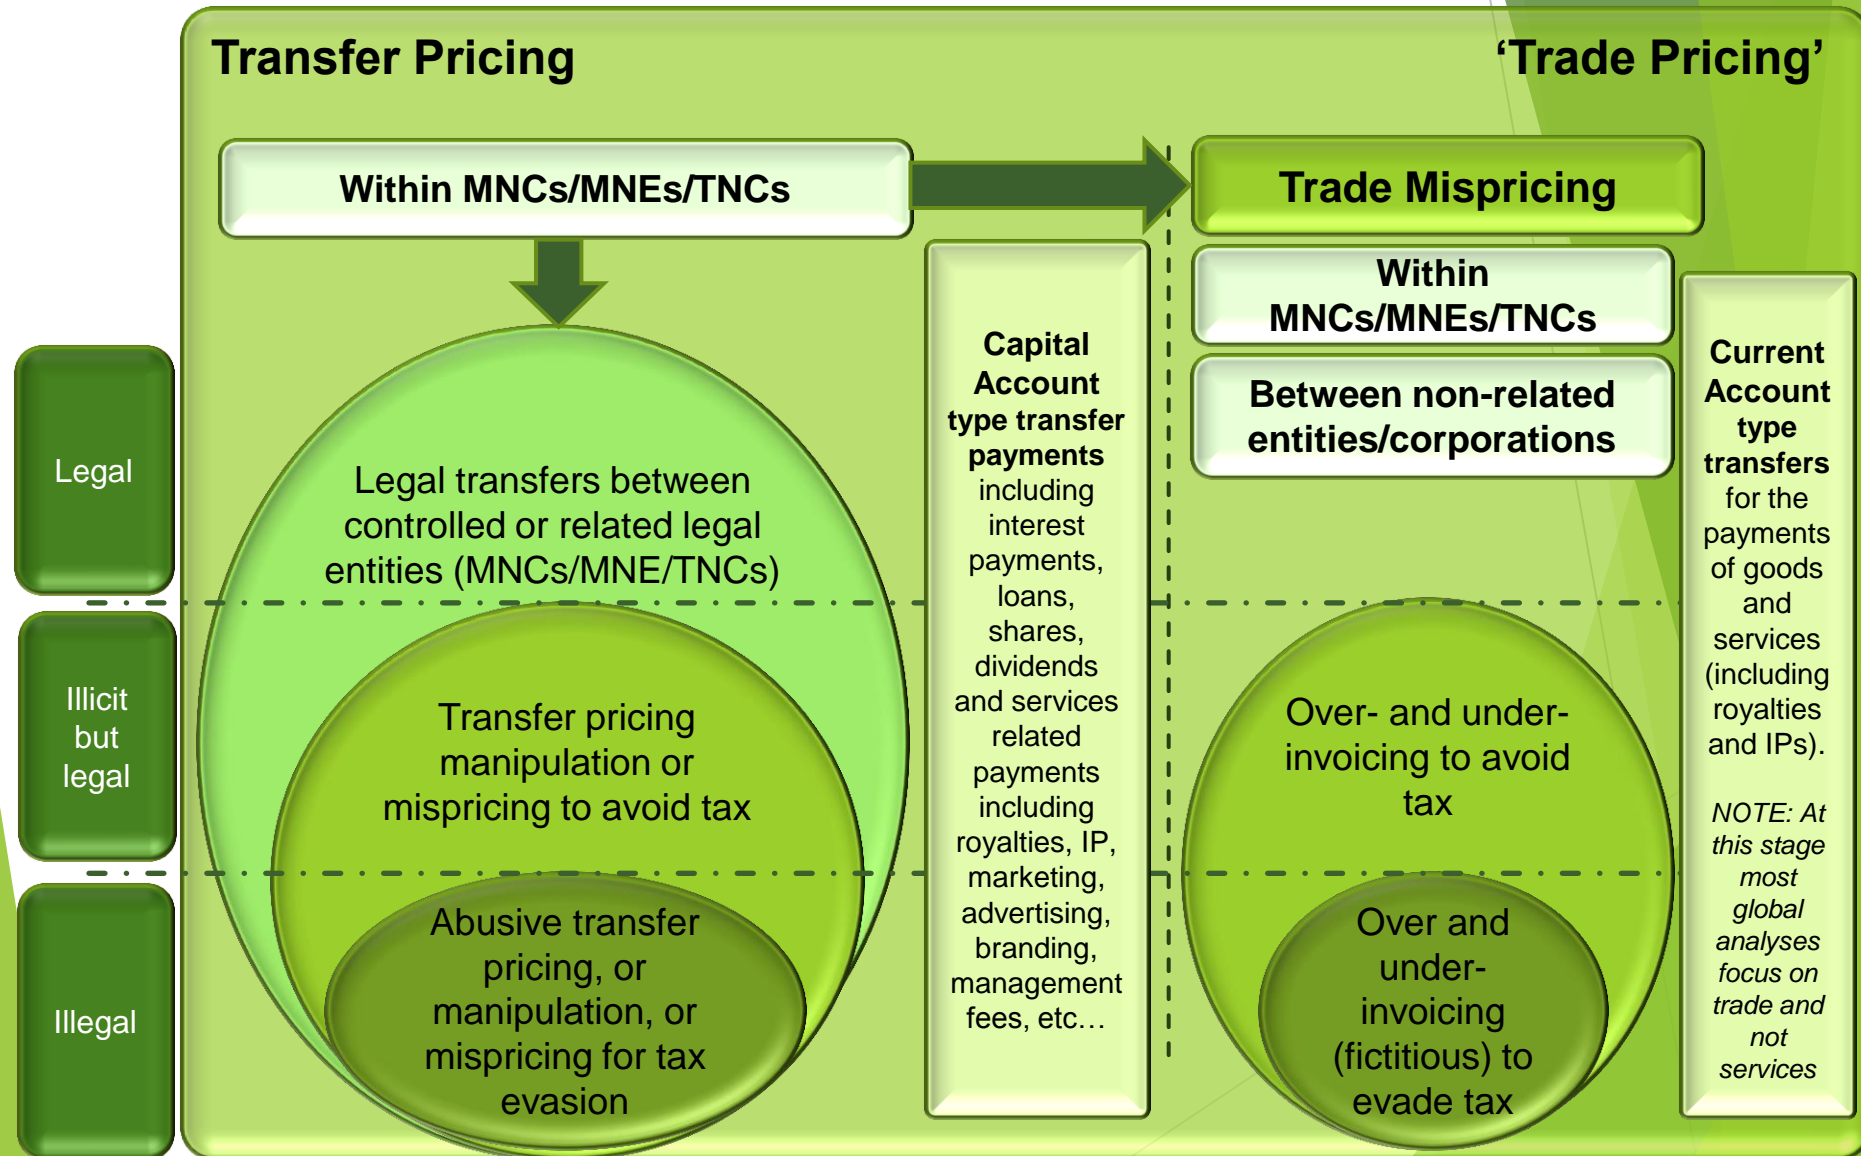 Transfer Pricing
‘Trade Pricing’
Within MNCs/MNEs/TNCs
Trade Mispricing
Within
MNCs/MNEs/TNCs
Between non-related
entities/corporations
Legal
Illicit
but
legal
Illegal
Legal transfers between
controlled or related legal
entities (MNCs/MNE/TNCs)
Transfer pricing
manipulation or
mispricing to avoid tax
Abusive transfer
pricing, or
manipulation, or
mispricing for tax
evasion
Capital
Account
type transfer
payments
including
interest
payments,
loans,
shares,
dividends
and services
related
payments
including
royalties, IP,
marketing,
advertising,
branding,
management
fees, etc…
Over- and under-
invoicing to avoid
tax
Over and
under-
invoicing
(fictitious) to
evade tax
Current
Account
type
transfers
for the
payments
of goods
and
services
(including
royalties
and IPs).
NOTE: At
this stage
most
global
analyses
focus on
trade and
not
services